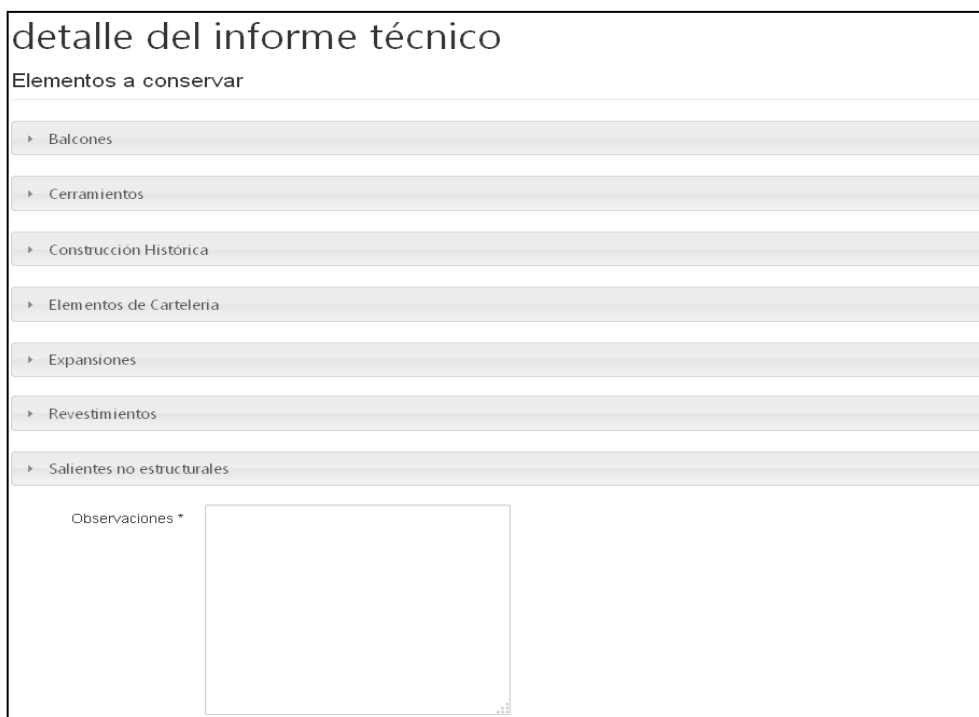 detalle del informe técnico
Elementos a conservar
Balcones
Cerramientos
Construcción Histórica
Elementos de Carteleria
Expansiones
Revestimientos
Salientes no estructurales
Observaciones *